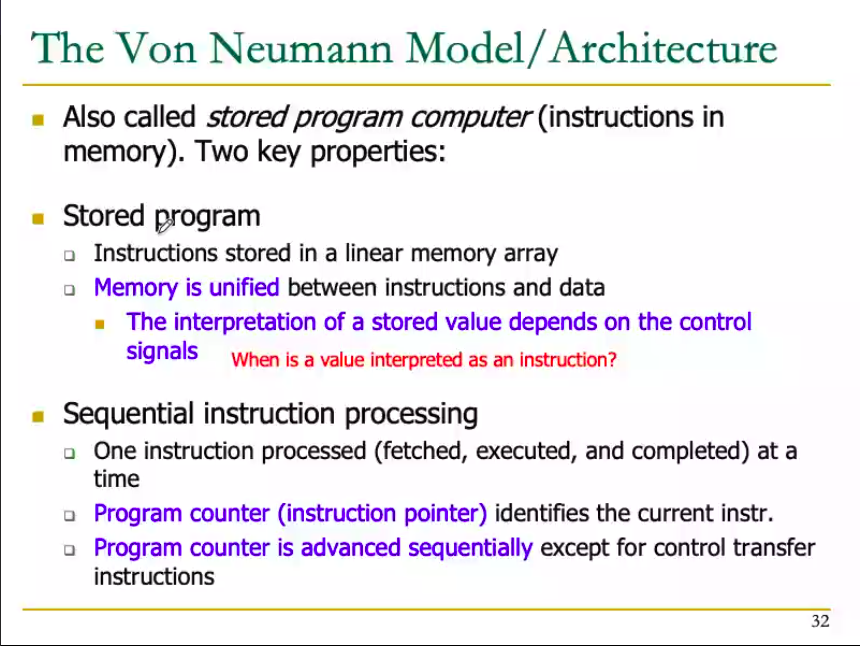 The Von Neumann Model/Architecture
Also called stored program computer (instructions in
memory). Two key properties:
Stored program
Instructions stored in a linear memory array
Memory is unified between instructions and data
The interpretation of a stored value depends on the control
signals When is a value interpreted as an instruction?
Sequential instruction processing
One instruction processed (fetched, executed, and completed) at a
time
Program counter (instruction pointer) identifies the current instr.
Program counter is advanced sequentially except for control transfer
instructions
32